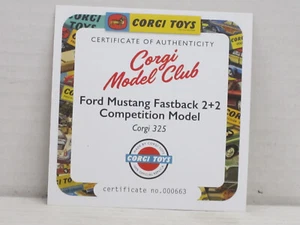 CORGI TOYS
CERTIFICATE OF AUTHENTICITY
Corgi
Model Club
Ford Mustang Fastback 2+2
Competition Model
Corgi 325
CORGI TOYS
certificate no.000663